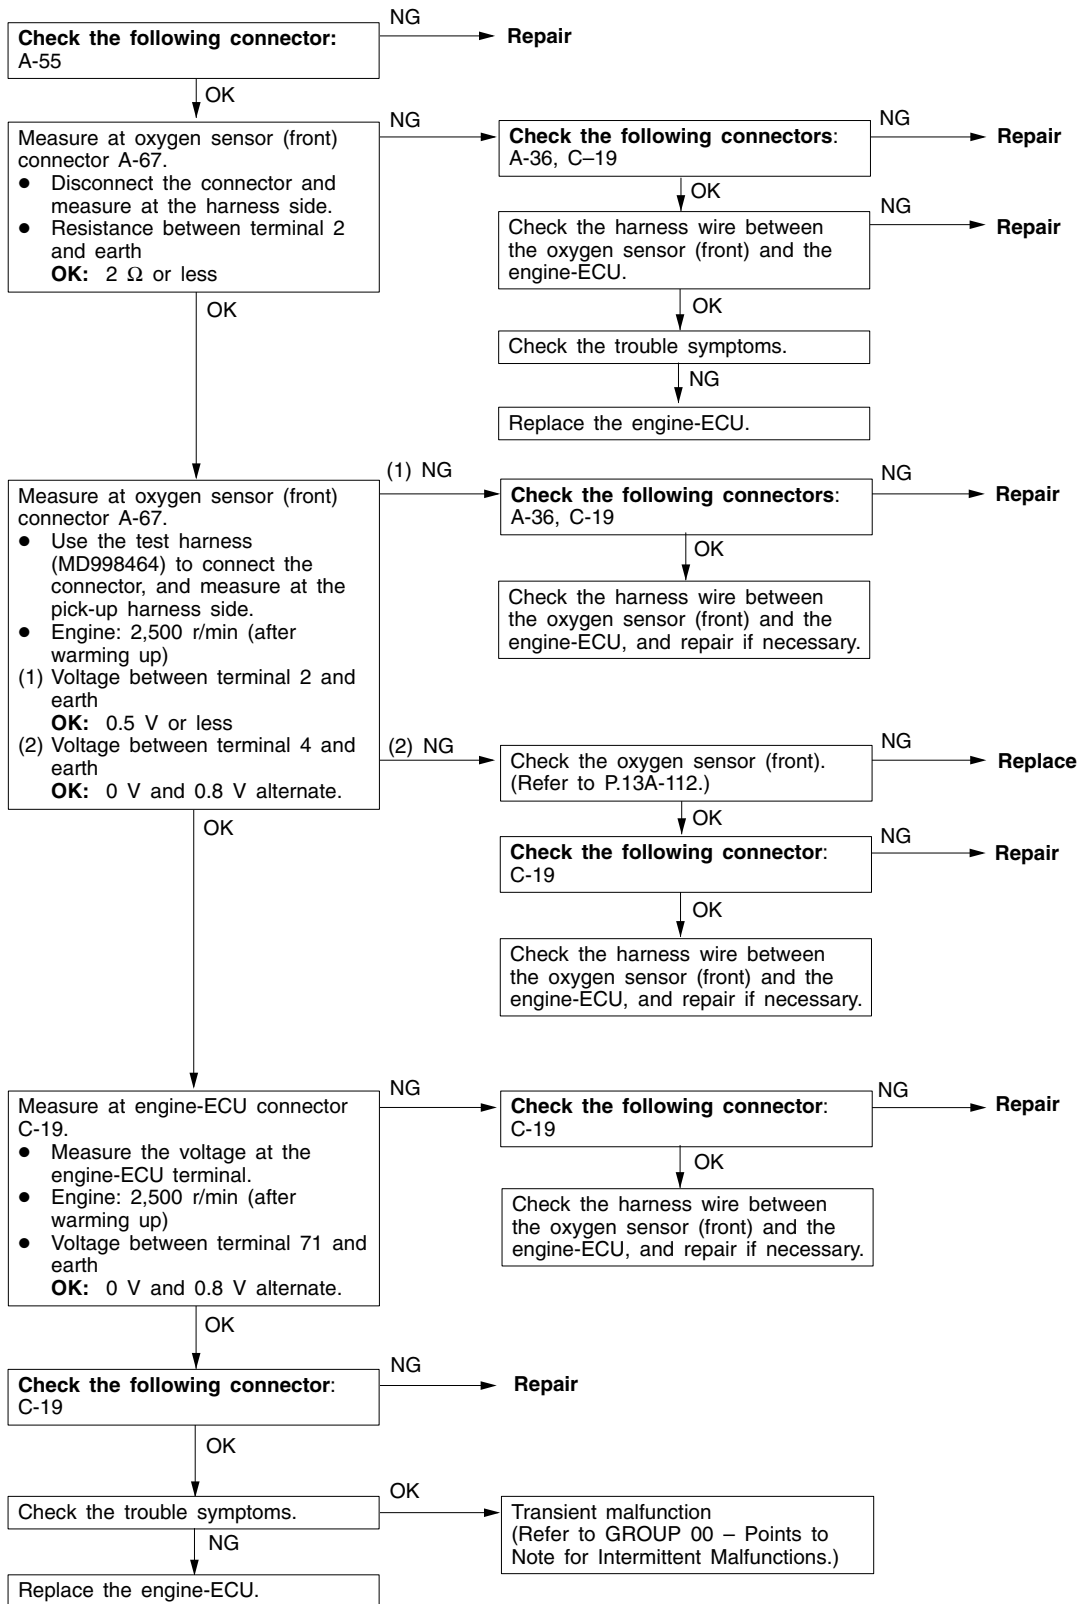 Check the following connector:
A-55
NG
Repair
OK
Measure at oxygen sensor (front)
connector A-67.
● Disconnect the connector and
measure at the harness side.
● Resistance between terminal 2
and earth
OK: 2 Ω or less
NG
Check the following connectors:
A-36, C–19
NG
Repair
OK
Check the harness wire between
the oxygen sensor (front) and the
engine-ECU.
NG
Repair
OK
Check the trouble symptoms.
NG
Replace the engine-ECU.
OK
Measure at oxygen sensor (front)
connector A-67.
● Use the test harness
(MD998464) to connect the
connector, and measure at the
pick-up harness side.
● Engine: 2,500 r/min (after
warming up)
(1) Voltage between terminal 2 and
earth
OK: 0.5 V or less
(2) Voltage between terminal 4 and
earth
OK: 0 V and 0.8 V alternate.
(1) NG
Check the following connectors:
A-36, C-19
NG
Repair
OK
Check the harness wire between
the oxygen sensor (front) and the
engine-ECU, and repair if necessary.
(2) NG
Check the oxygen sensor (front).
(Refer to P.13A-112.)
NG
Replace
OK
Check the following connector:
C-19
NG
Repair
OK
Check the harness wire between
the oxygen sensor (front) and the
engine-ECU, and repair if necessary.
OK
Measure at engine-ECU connector
C-19.
● Measure the voltage at the
engine-ECU terminal.
● Engine: 2,500 r/min (after
warming up)
● Voltage between terminal 71 and
earth
OK: 0 V and 0.8 V alternate.
NG
Check the following connector:
C-19
NG
Repair
OK
Check the harness wire between
the oxygen sensor (front) and the
engine-ECU, and repair if necessary.
OK
Check the following connector:
C-19
NG
Repair
OK
Check the trouble symptoms.
OK
Transient malfunction
(Refer to GROUP 00 – Points to
Note for Intermittent Malfunctions.)
NG
Replace the engine-ECU.